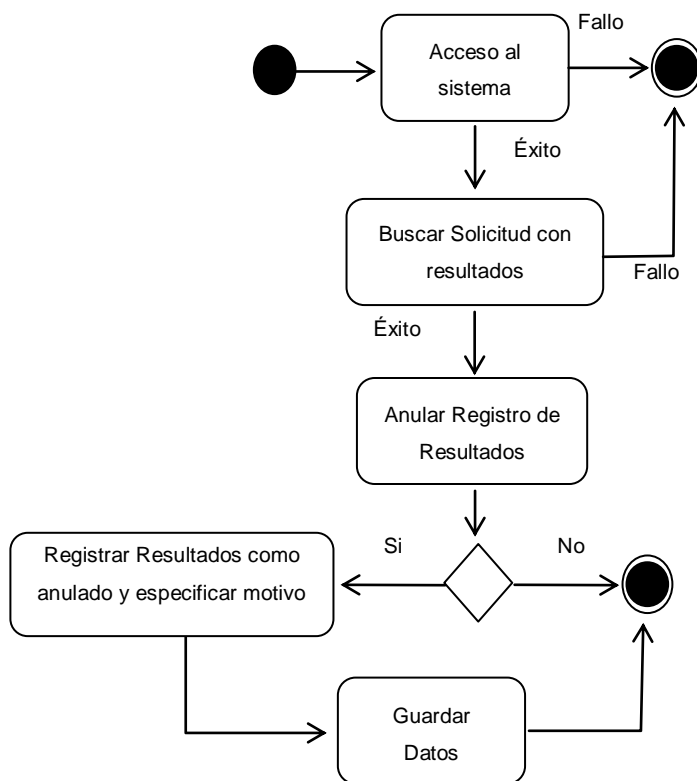 Acceso al
sistema
Fallo
Éxito
Buscar Solicitud con
resultados
Fallo
Éxito
Anular Registro de
Resultados
Si
No
Registrar Resultados como
anulado y especificar motivo
Guardar
Datos